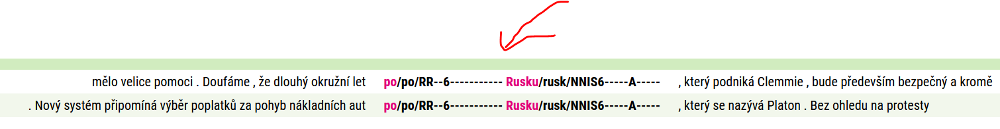 mělo velice pomoci . Doufáme , že dlouhý okružní let po/po/RR--6----------- Rusku/rusk/NNIS6-----A----- , který podniká Clemmie , bude především bezpečný a kromě
. Nový systém připomíná výběr poplatků za pohyb nákladních aut po/po/RR--6----------- Rusku/rusk/NNIS6-----A----- , který se nazývá Platon . Bez ohledu na protesty